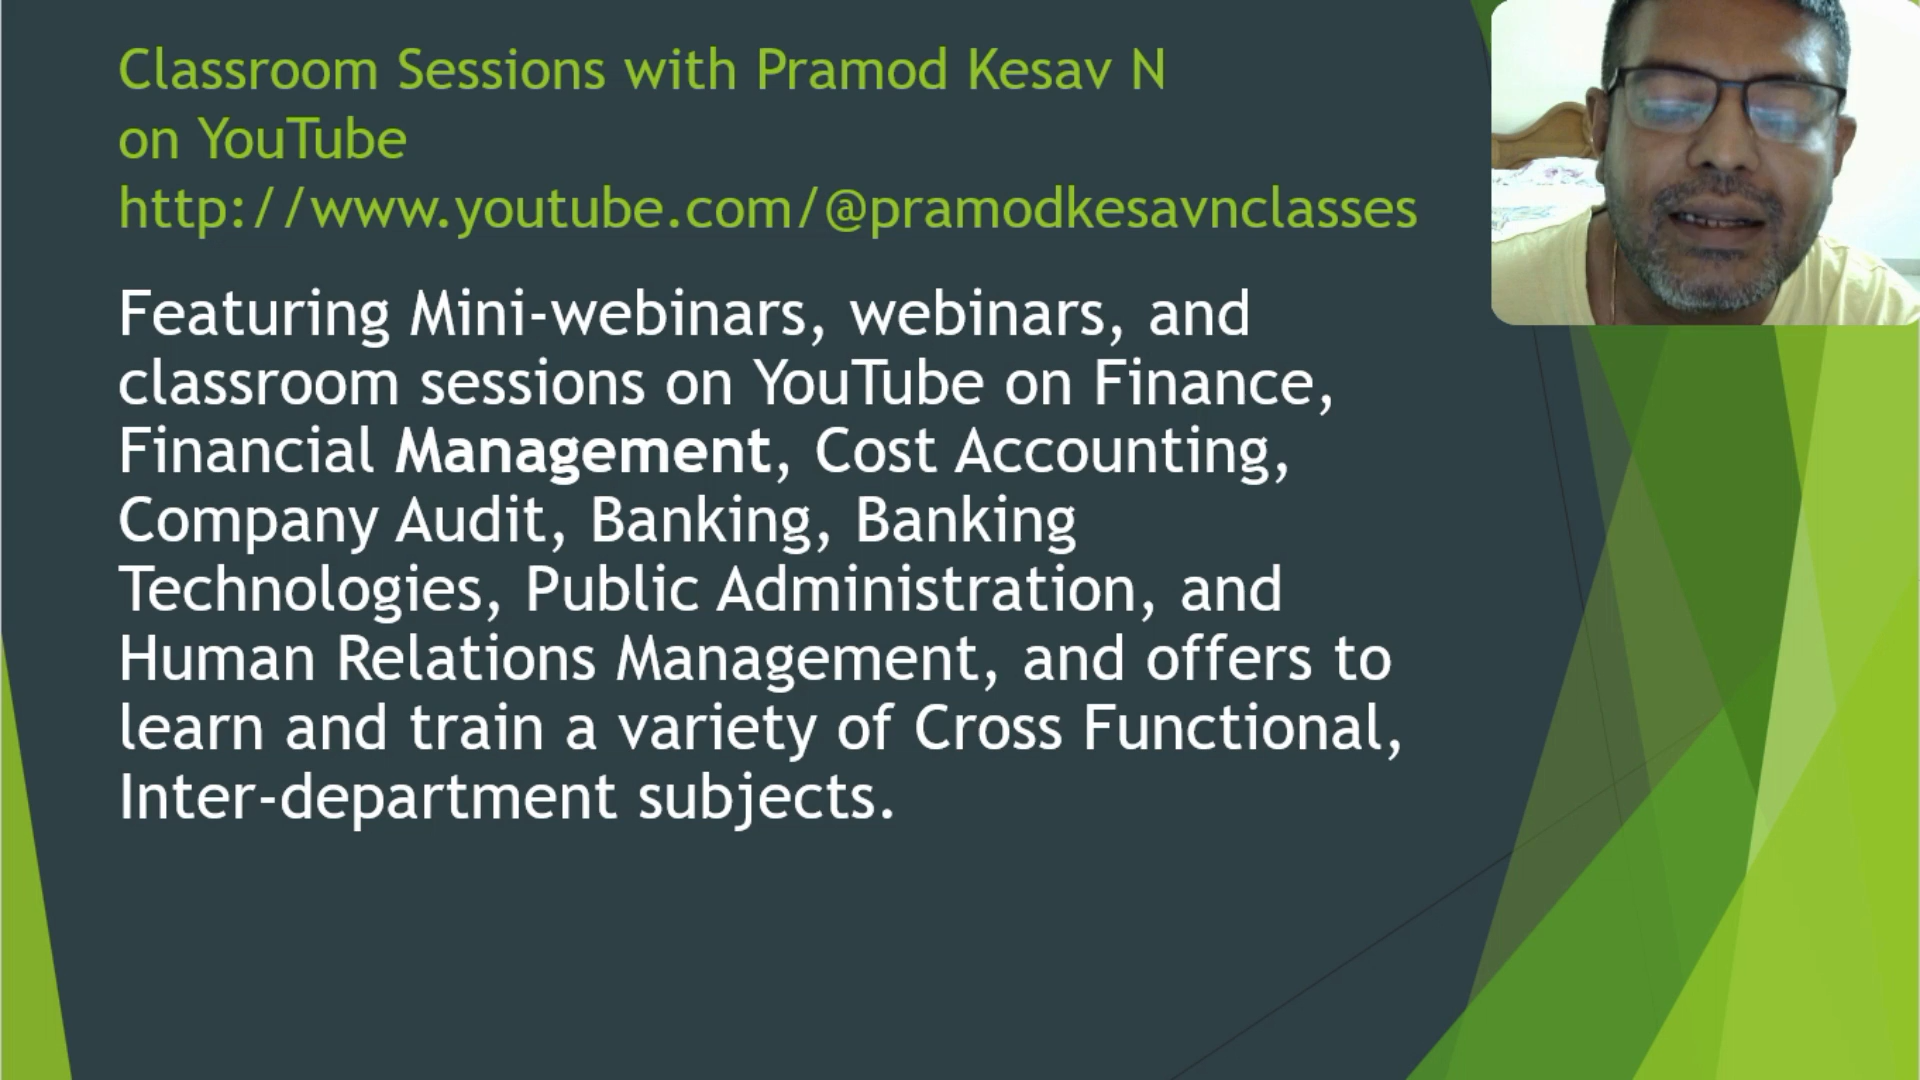 Classroom Sessions with Pramod Kesav N
on YouTube
http://www.youtube.com/@pramodkesavnclasses
Featuring Mini-webinars, webinars, and
classroom sessions on YouTube on Finance,
Financial Management, Cost Accounting,
Company Audit, Banking, Banking
Technologies, Public Administration, and
Human Relations Management, and offers to
learn and train a variety of Cross Functional,
Inter-department subjects.